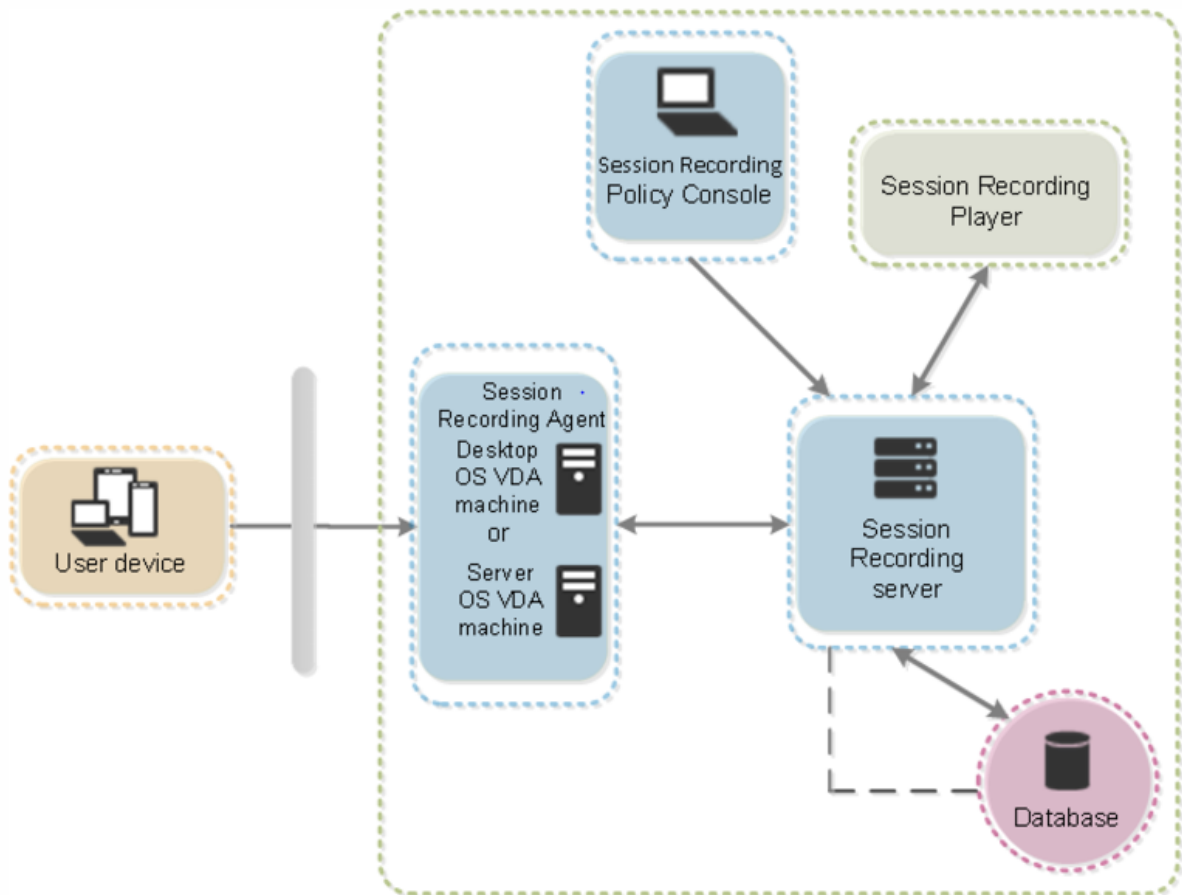 Session Recording
Policy Console
Session Recording
Player
Session
Recording Agent
Desktop
OS VDA
machine
or
Server
OS VDA
machine
User device
Session
Recording
server
Database